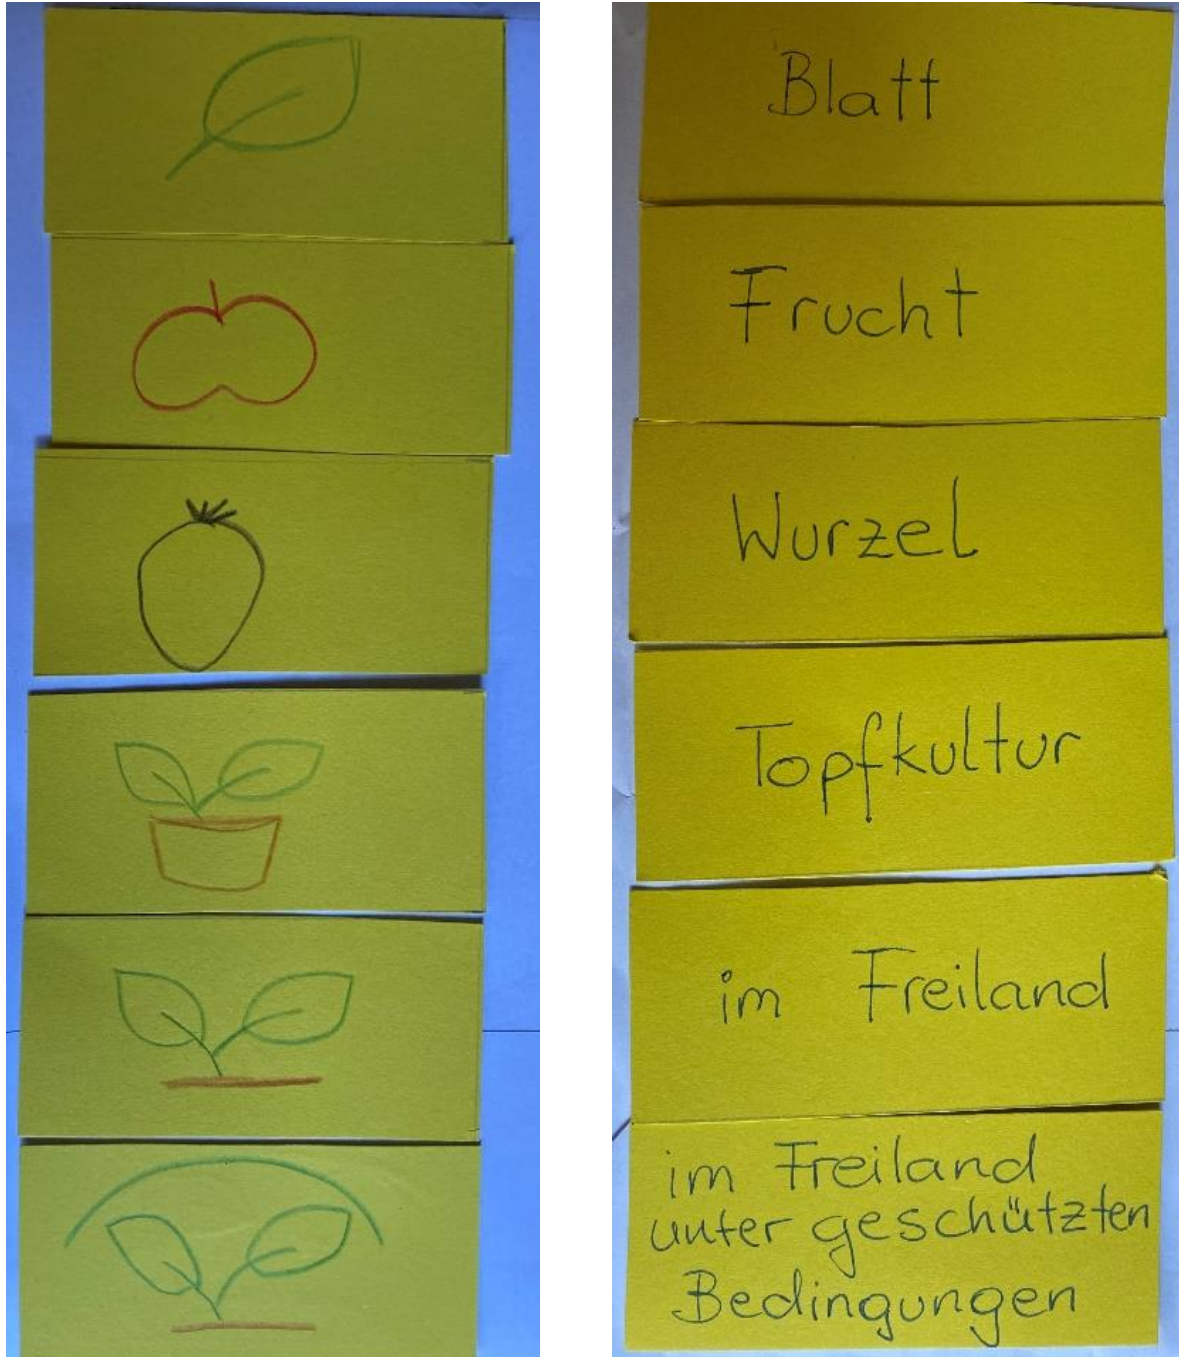 Blatt
Frucht
Wurzel
Topfkultur
im Freiland
im Freiland
unter geschützten
Bedingungen